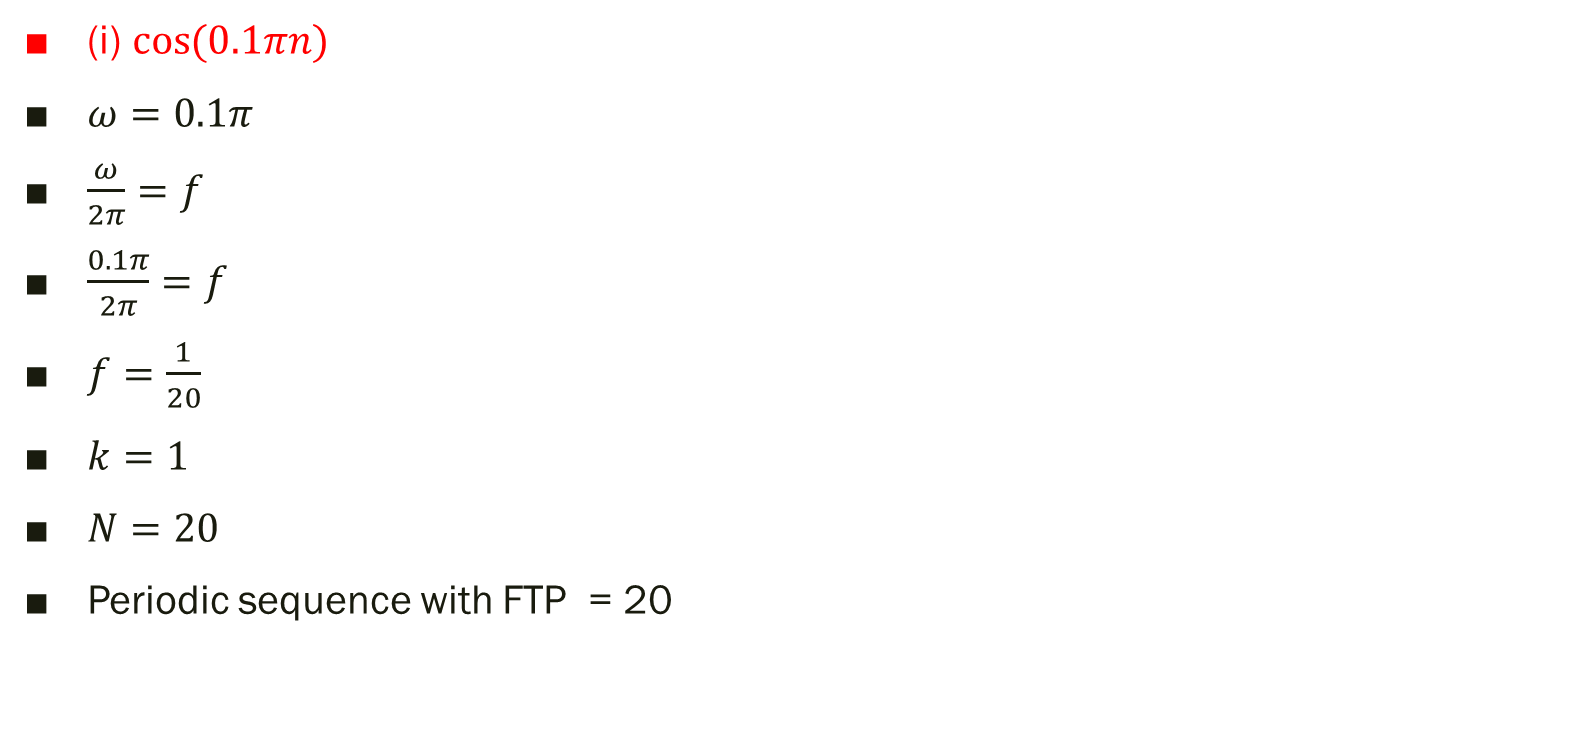 ■ (i) cos(0.1πn)
■ ω = 0.1π
■ ω/2π = f
■ 0.1π/2π = f
■ f = 1/20
■ k = 1
■ N = 20
■ Periodic sequence with FTP = 20